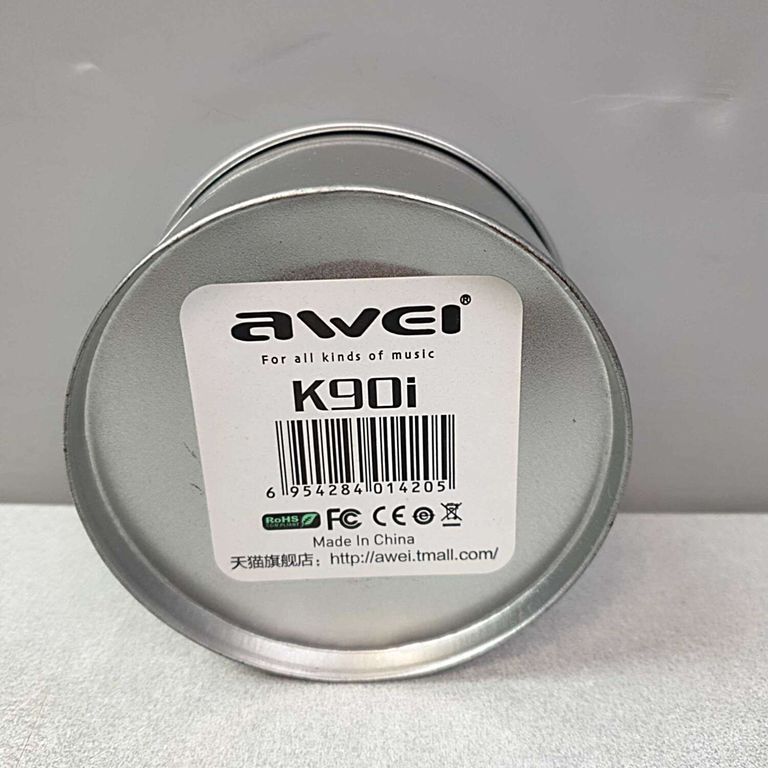 awei®
For all kinds of music
K90i
6 954284 014205
RoHS FC CE e
COMPLIANT
Made In China
天猫旗舰店：http://awei.tmall.com/